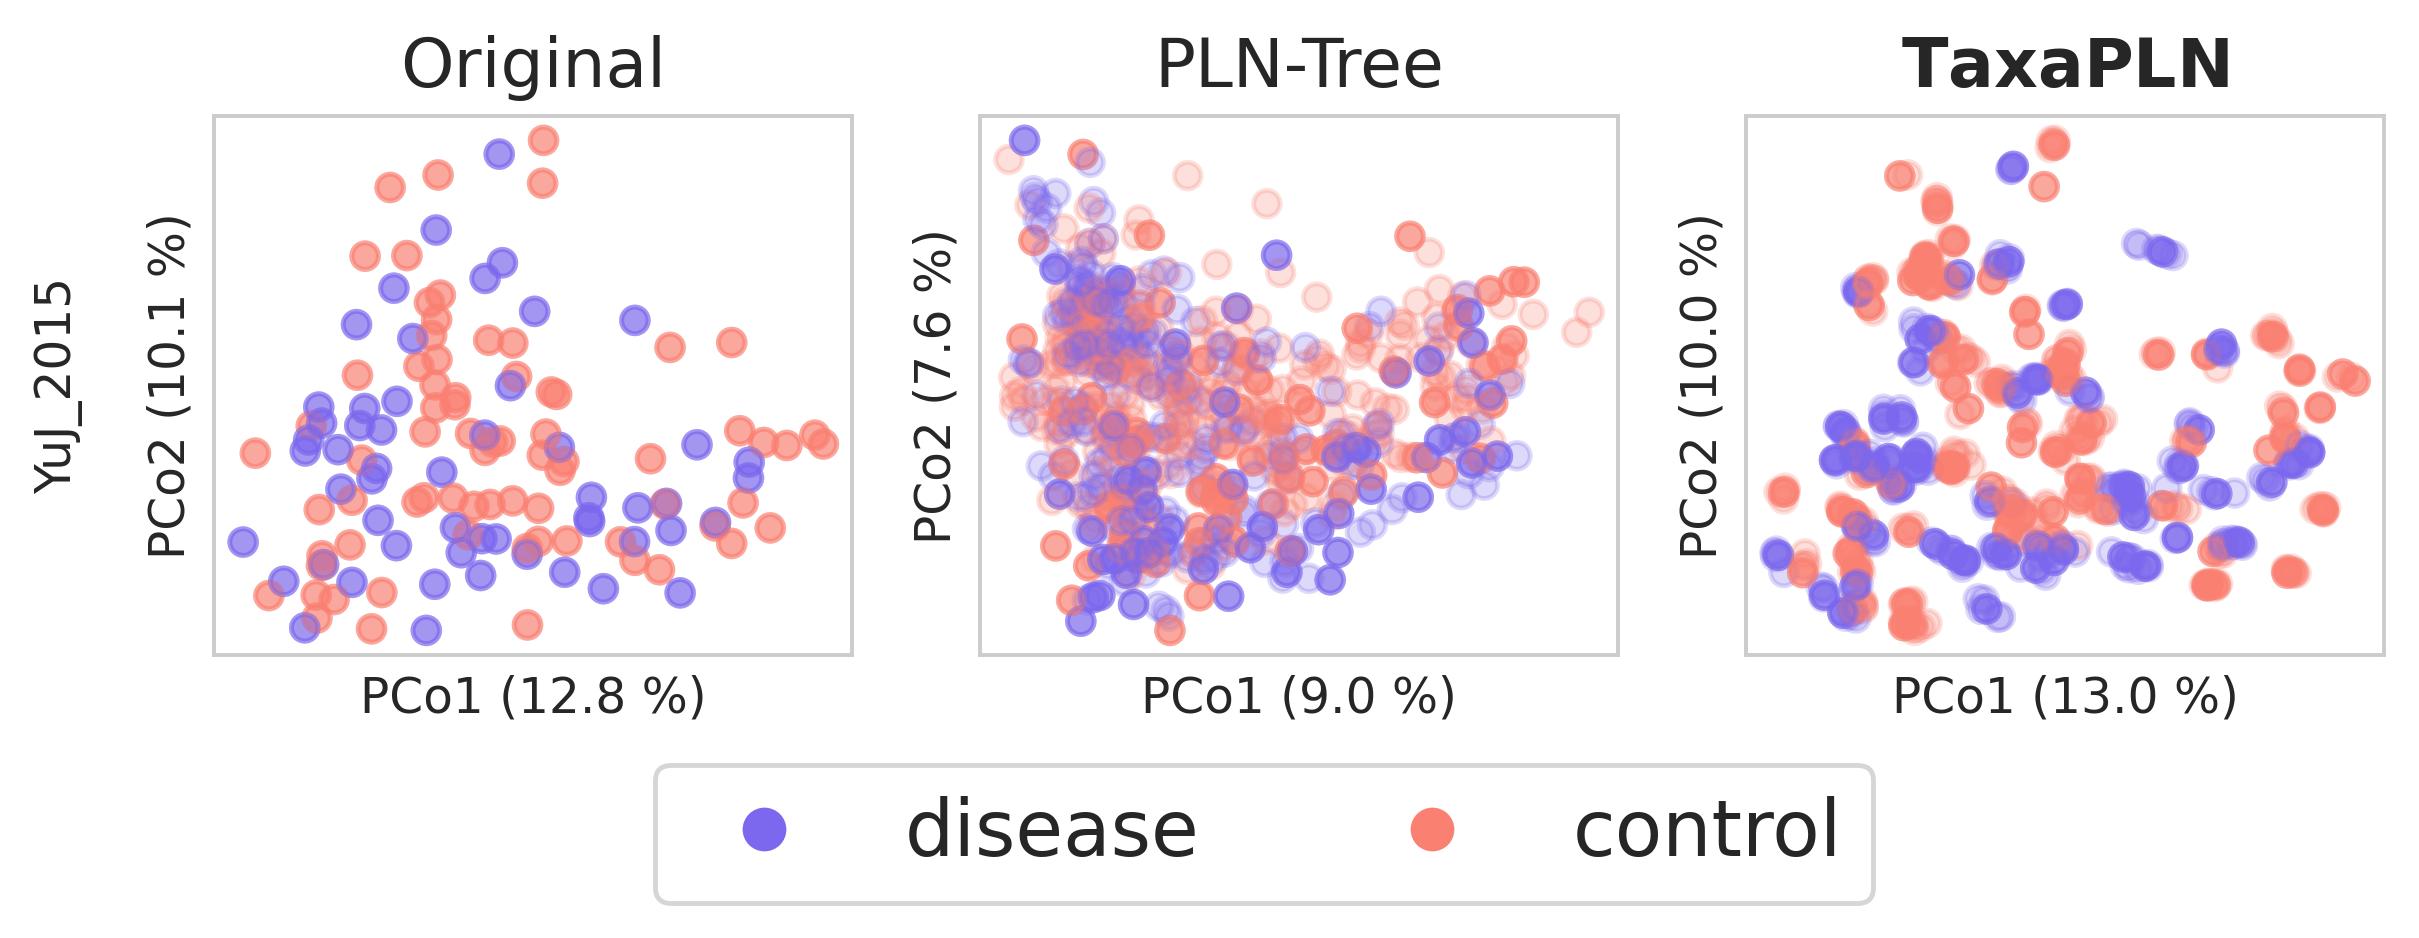 Original
PLN-Tree
TaxaPLN
YuJ_2015
PCo2 (10.1 %)
PCo2 (7.6 %)
PCo2 (10.0 %)
PCo1 (12.8 %)
PCo1 (9.0 %)
PCo1 (13.0 %)
disease
control